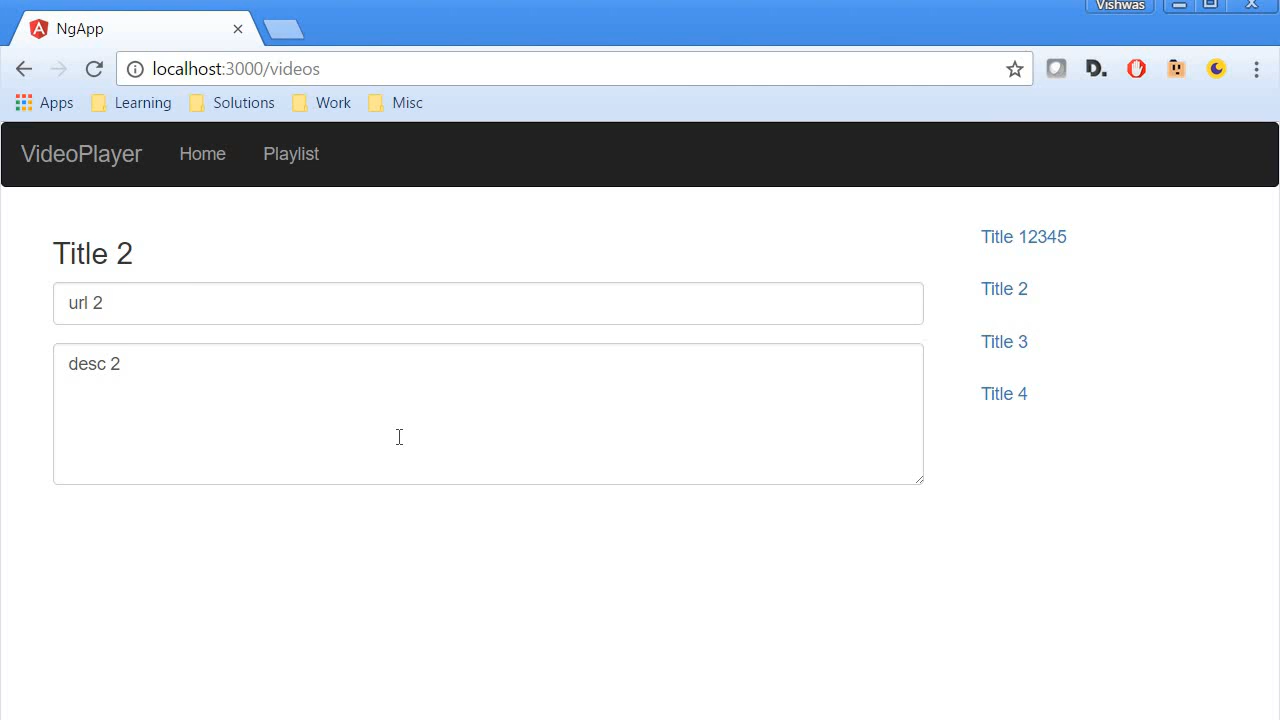 Vishwas
NgApp
localhost:3000/videos
D.
Apps Learning Solutions Work Misc
VideoPlayer Home Playlist
Title 2
url 2
desc 2
Title 12345
Title 2
Title 3
Title 4